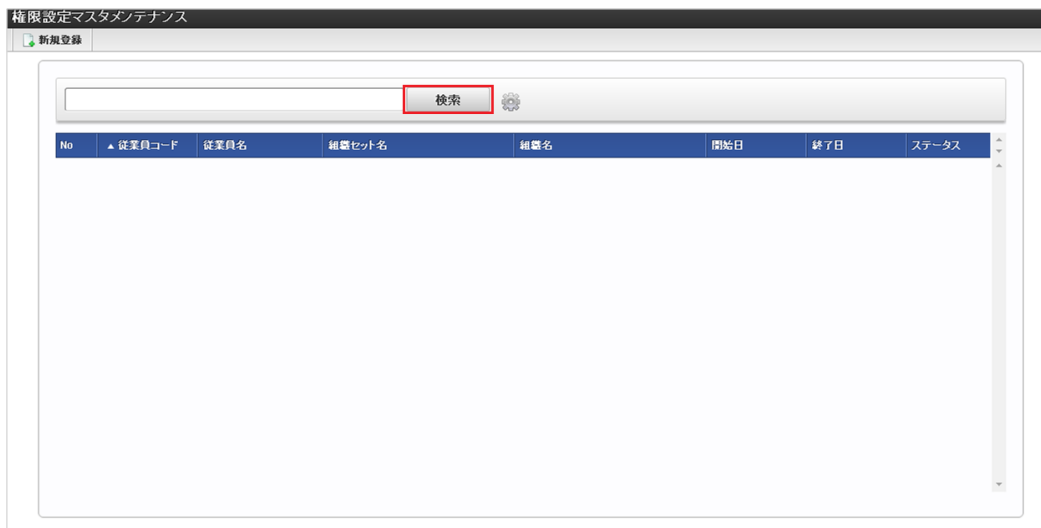 権限設定マスタメンテナンス
新規登録
検索
No ▲従業員コード 従業員名 組織セット名 組織名 開始日 終了日 ステータス